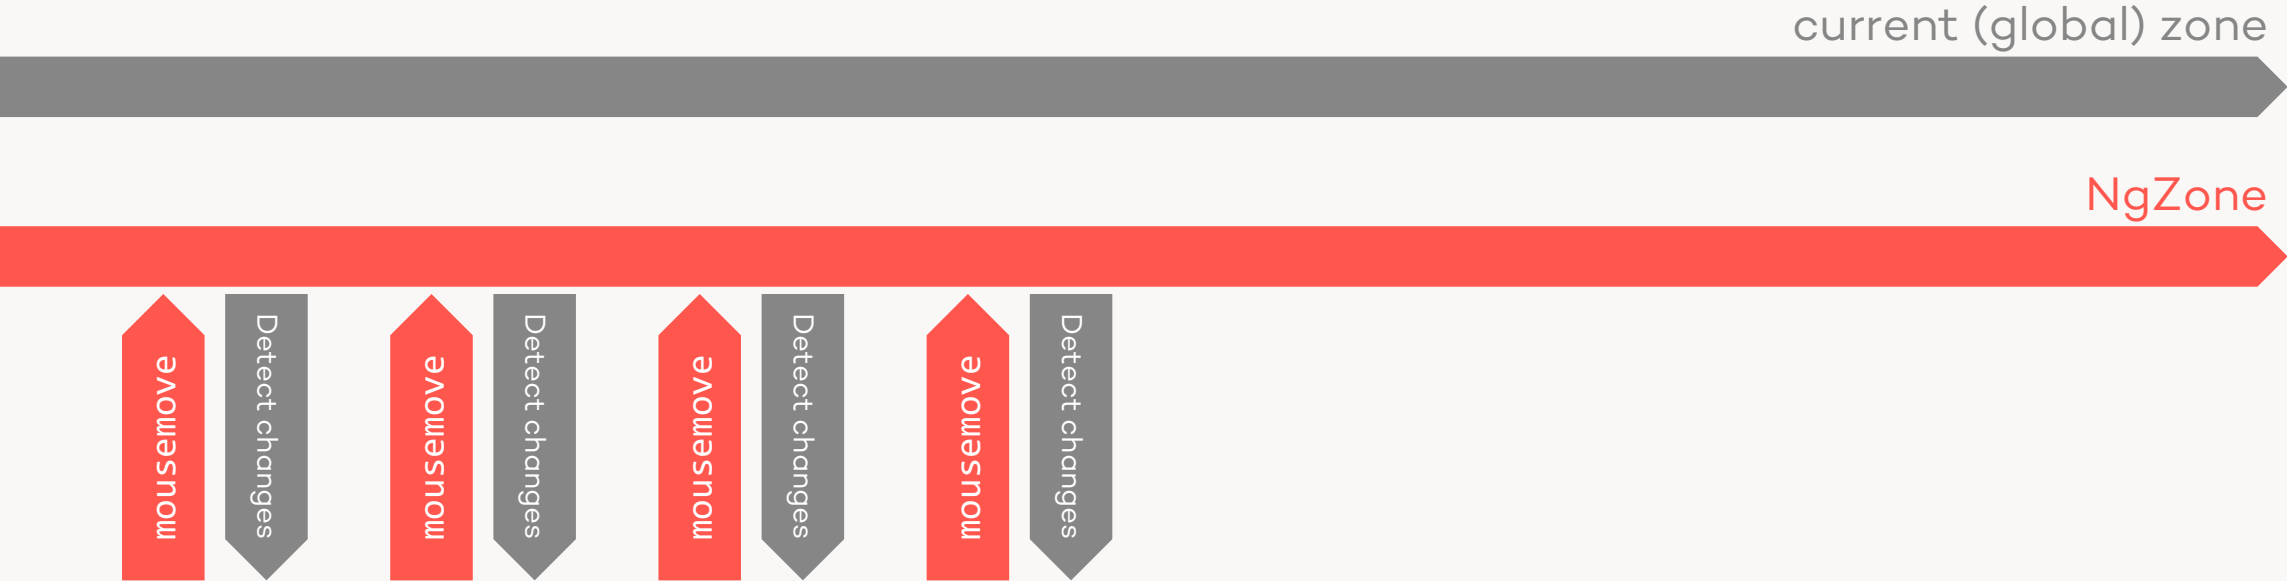 current (global) zone
NgZone
mousemove
Detect changes
mousemove
Detect changes
mousemove
Detect changes
mousemove
Detect changes